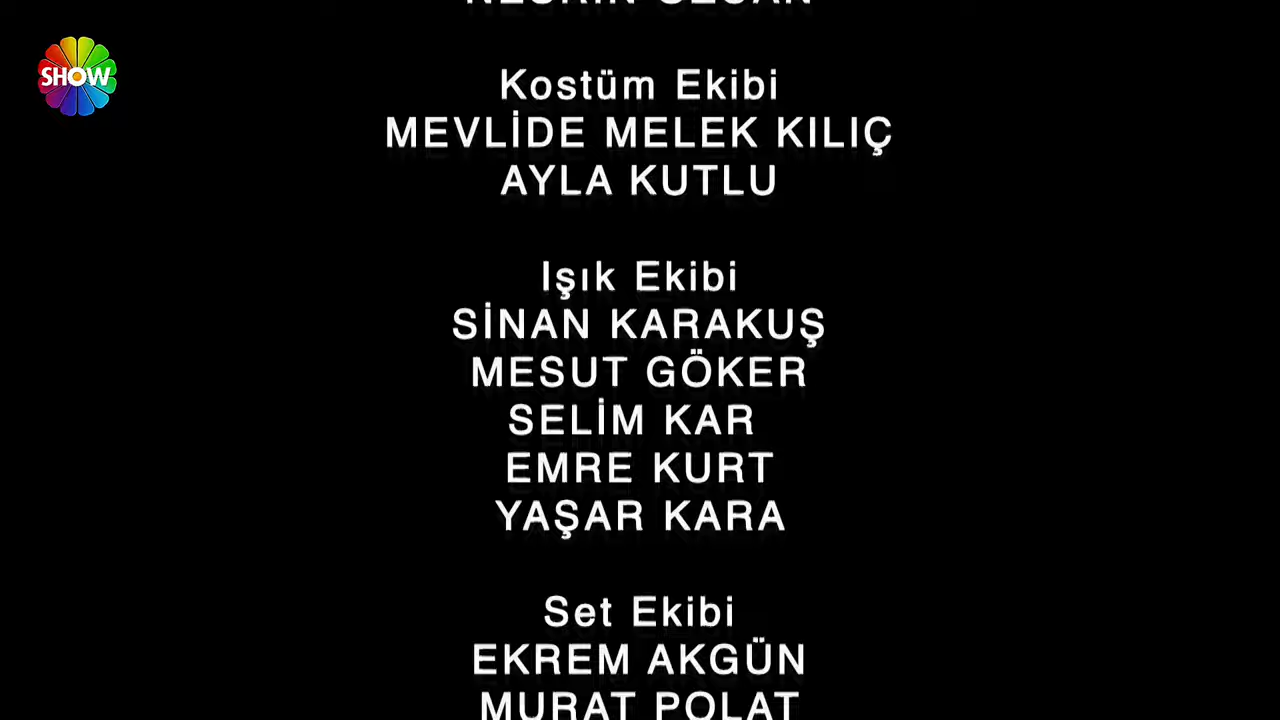 SHOW
Kostüm Ekibi
MEVLİDE MELEK KILIÇ
AYLA KUTLU
Işık Ekibi
SİNAN KARAKUŞ
MESUT GÖKER
SELİM KAR
EMRE KURT
YAŞAR KARA
Set Ekibi
EKREM AKGÜN
MURAT POLAT